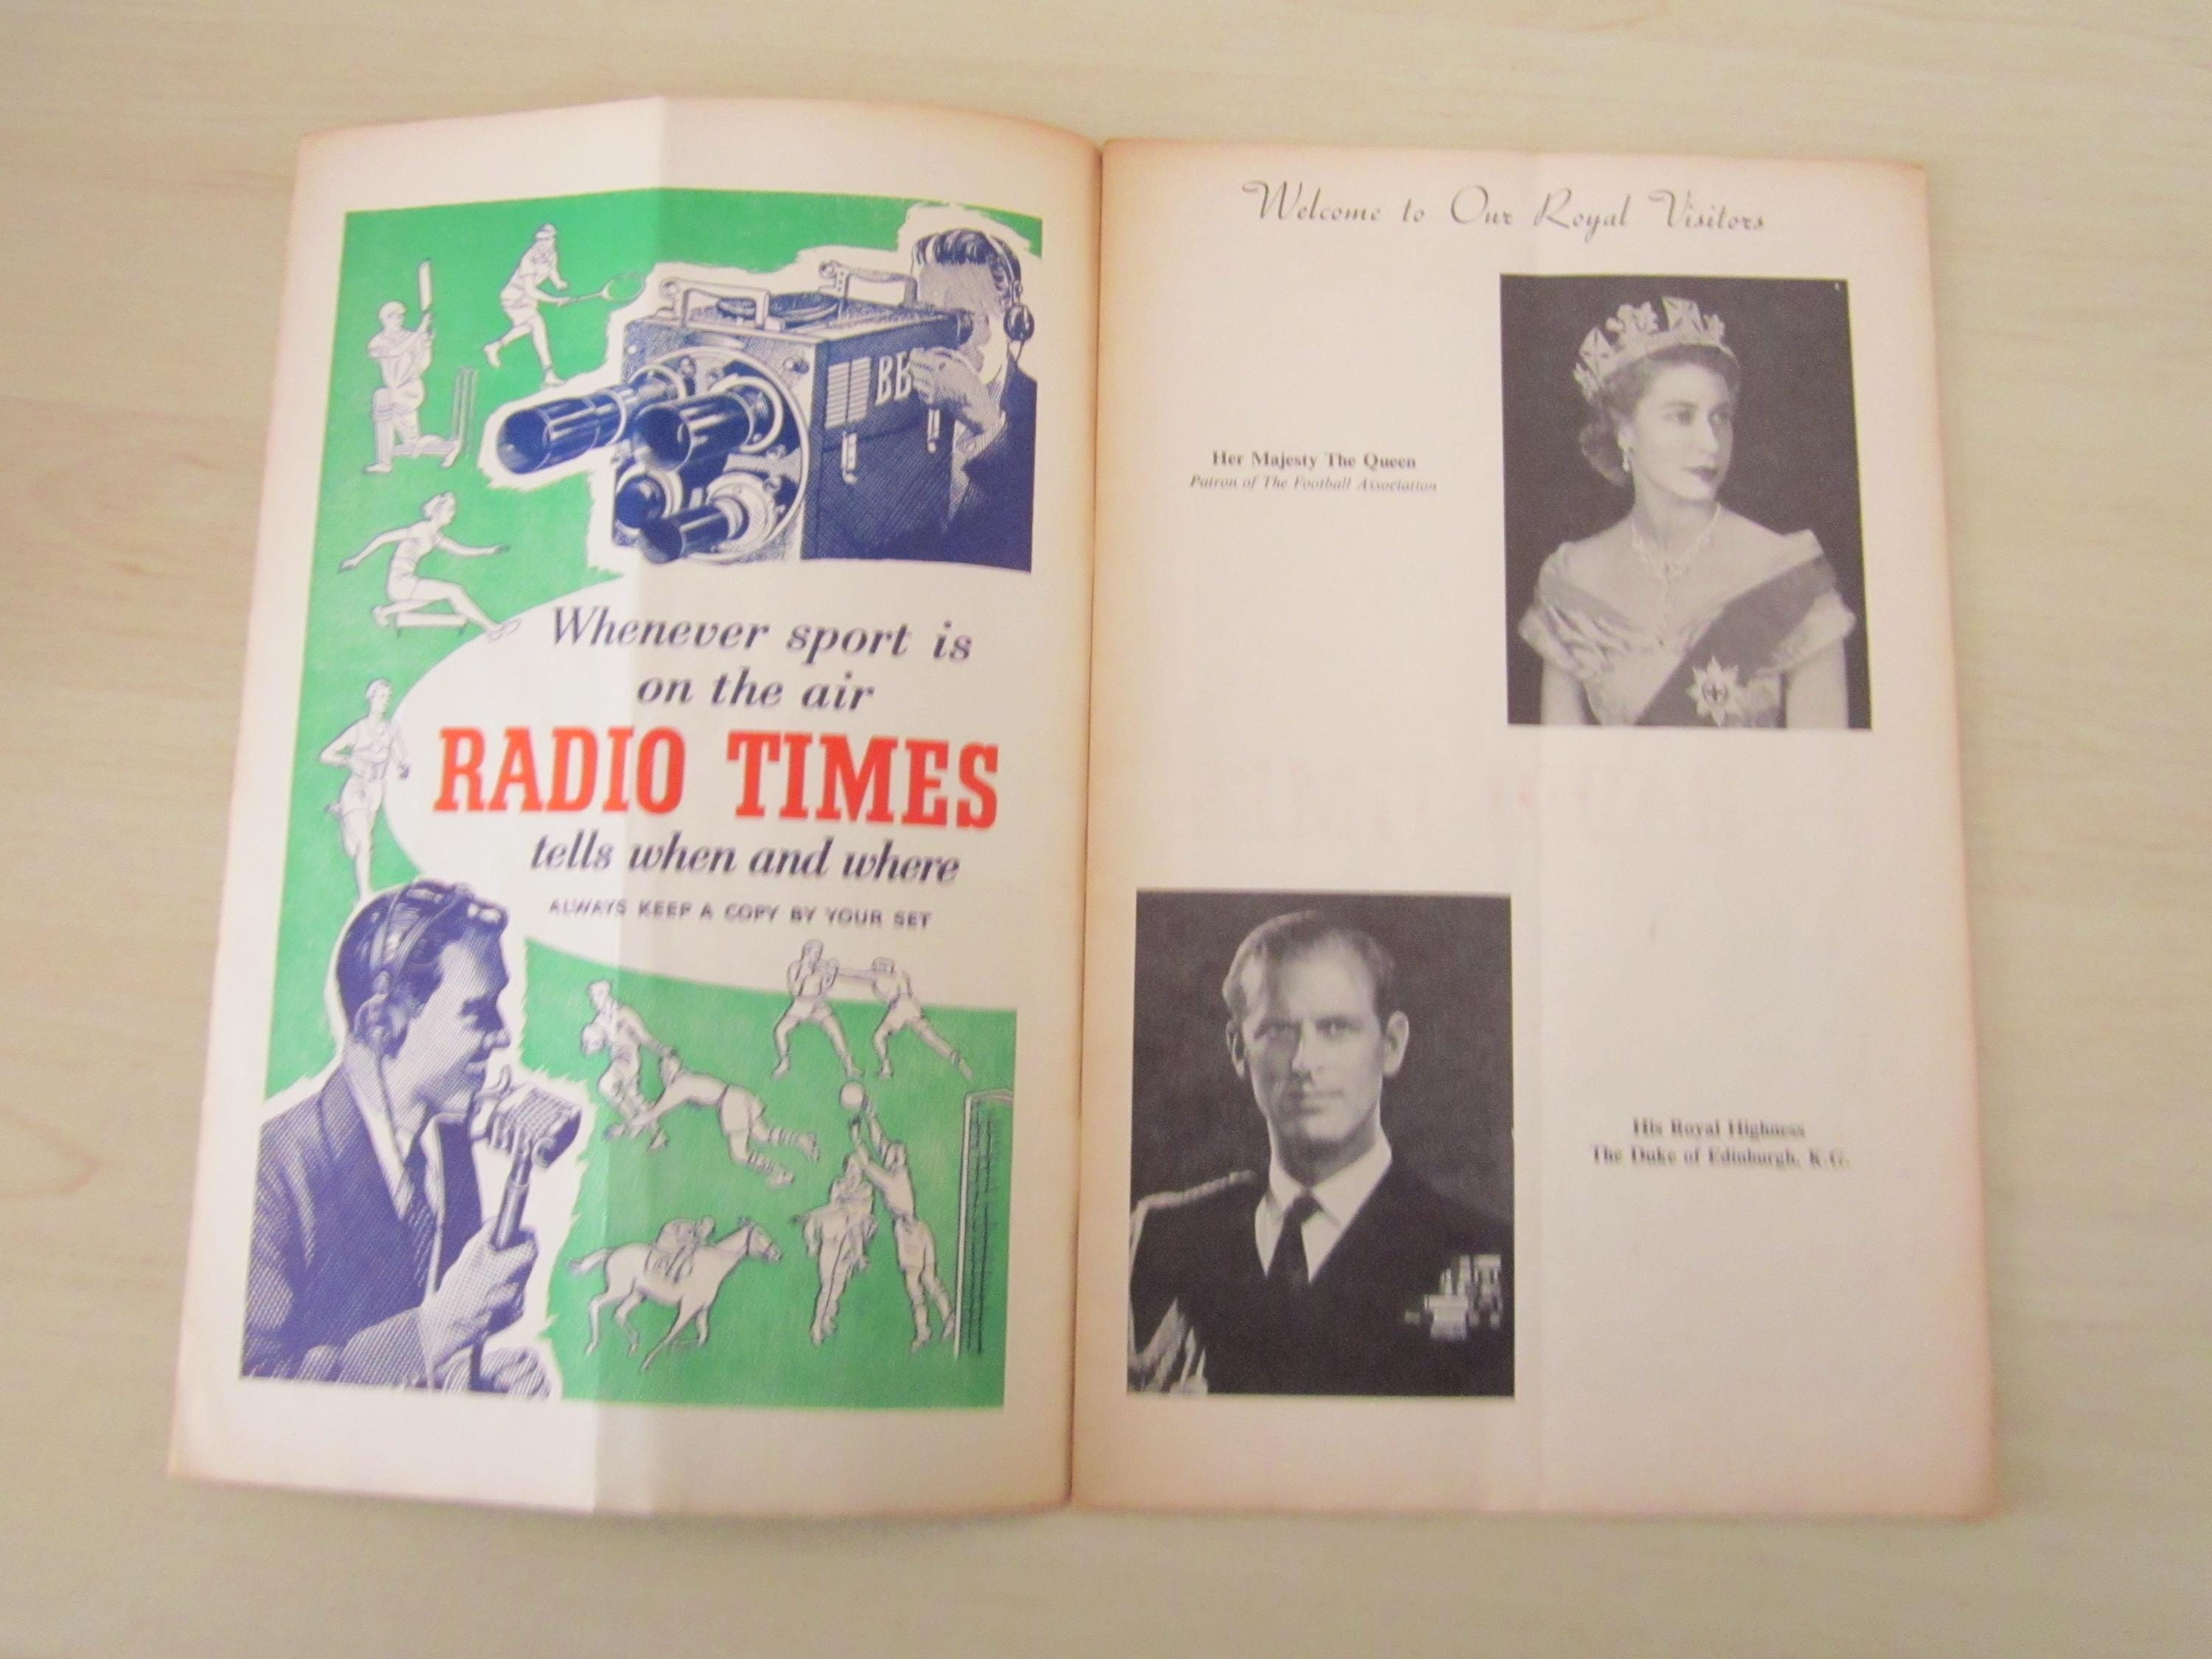 BB
Whenever sport is
on the air
RADIO TIMES
tells when and where
ALWAYS KEEP A COPY BY YOUR SET
Welcome to Our Royal Visitors
Her Majesty The Queen
Patron of The Football Association
His Royal Highness
The Duke of Edinburgh, K.G.